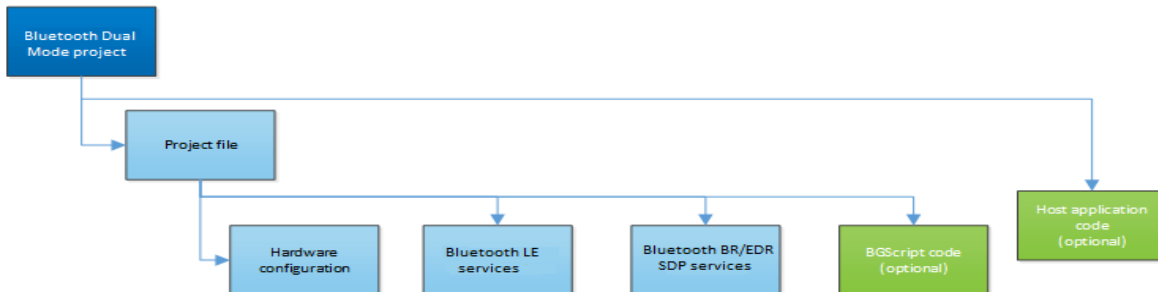 Bluetooth Dual
Mode project
Project file
Host application
code
(optional)
Hardware
configuration
Bluetooth LE
services
Bluetooth BR/EDR
SDP services
BGScript code
(optional)